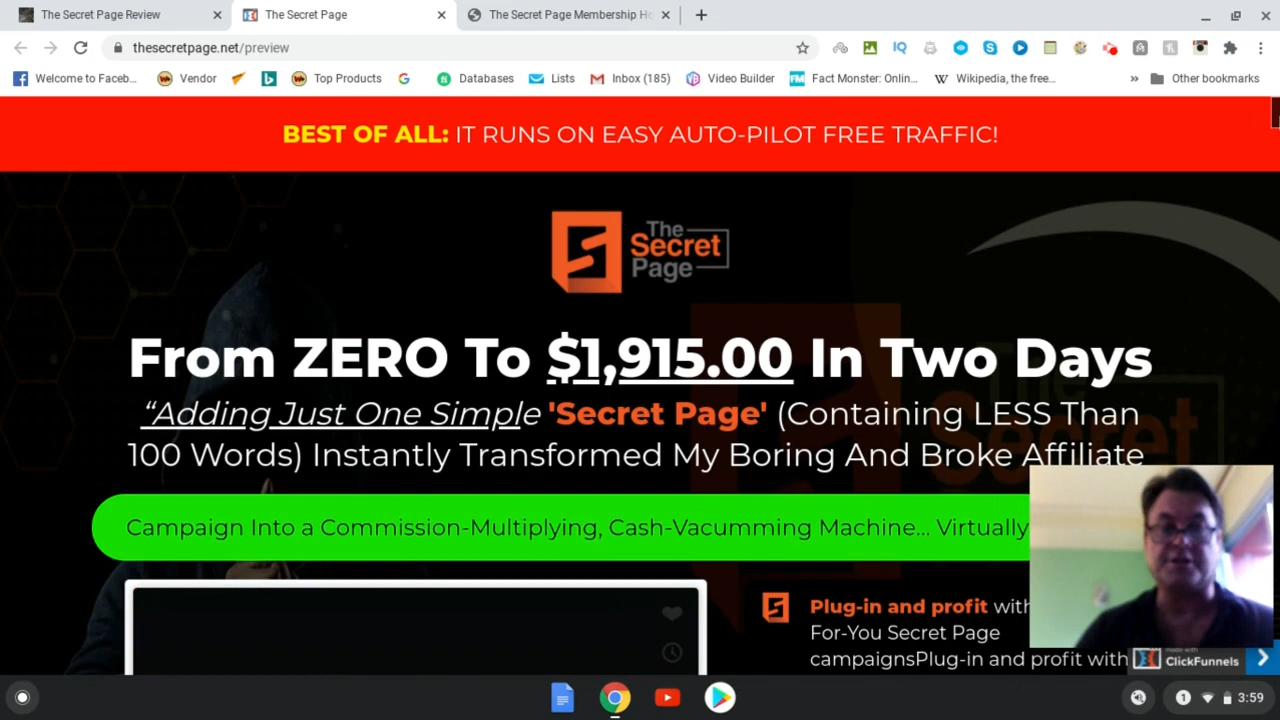 The Secret Page Review
The Secret Page
The Secret Page Membership Ho
thesecretpage.net/preview
IQ
Welcome to Faceb...
Vendor
Top Products
Databases
Lists
Inbox (185)
Video Builder
Fact Monster: Onlin...
Wikipedia, the free...
Other bookmarks
BEST OF ALL: IT RUNS ON EASY AUTO-PILOT FREE TRAFFIC!
The
Secret
Page
From ZERO To $1,915.00 In Two Days
“Adding Just One Simple 'Secret Page' (Containing LESS Than
100 Words) Instantly Transformed My Boring And Broke Affiliate
Campaign Into a Commission-Multiplying, Cash-Vacumming Machine... Virtually
Plug-in and profit with
For-You Secret Page
campaignsPlug-in and profit with
made with
ClickFunnels
1
3:59